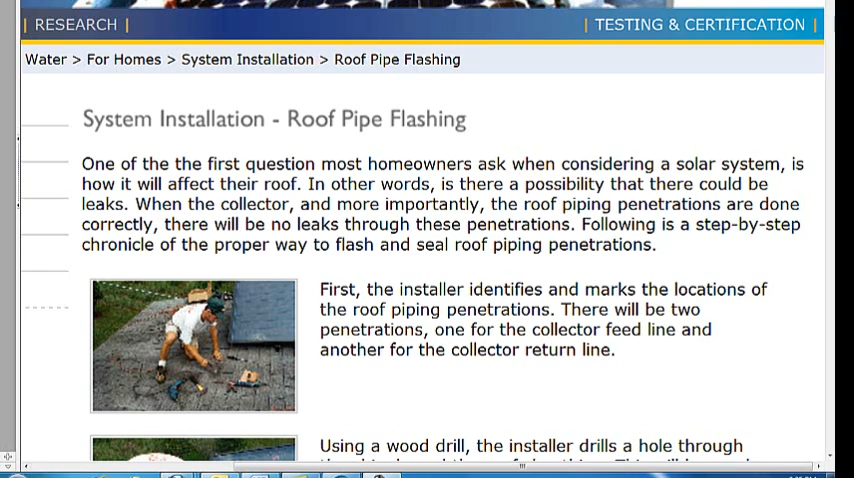 | RESEARCH |
| TESTING & CERTIFICATION |
Water > For Homes > System Installation > Roof Pipe Flashing
System Installation - Roof Pipe Flashing
One of the the first question most homeowners ask when considering a solar system, is
how it will affect their roof. In other words, is there a possibility that there could be
leaks. When the collector, and more importantly, the roof piping penetrations are done
correctly, there will be no leaks through these penetrations. Following is a step-by-step
chronicle of the proper way to flash and seal roof piping penetrations.
First, the installer identifies and marks the locations of
the roof piping penetrations. There will be two
penetrations, one for the collector feed line and
another for the collector return line.
Using a wood drill, the installer drills a hole through